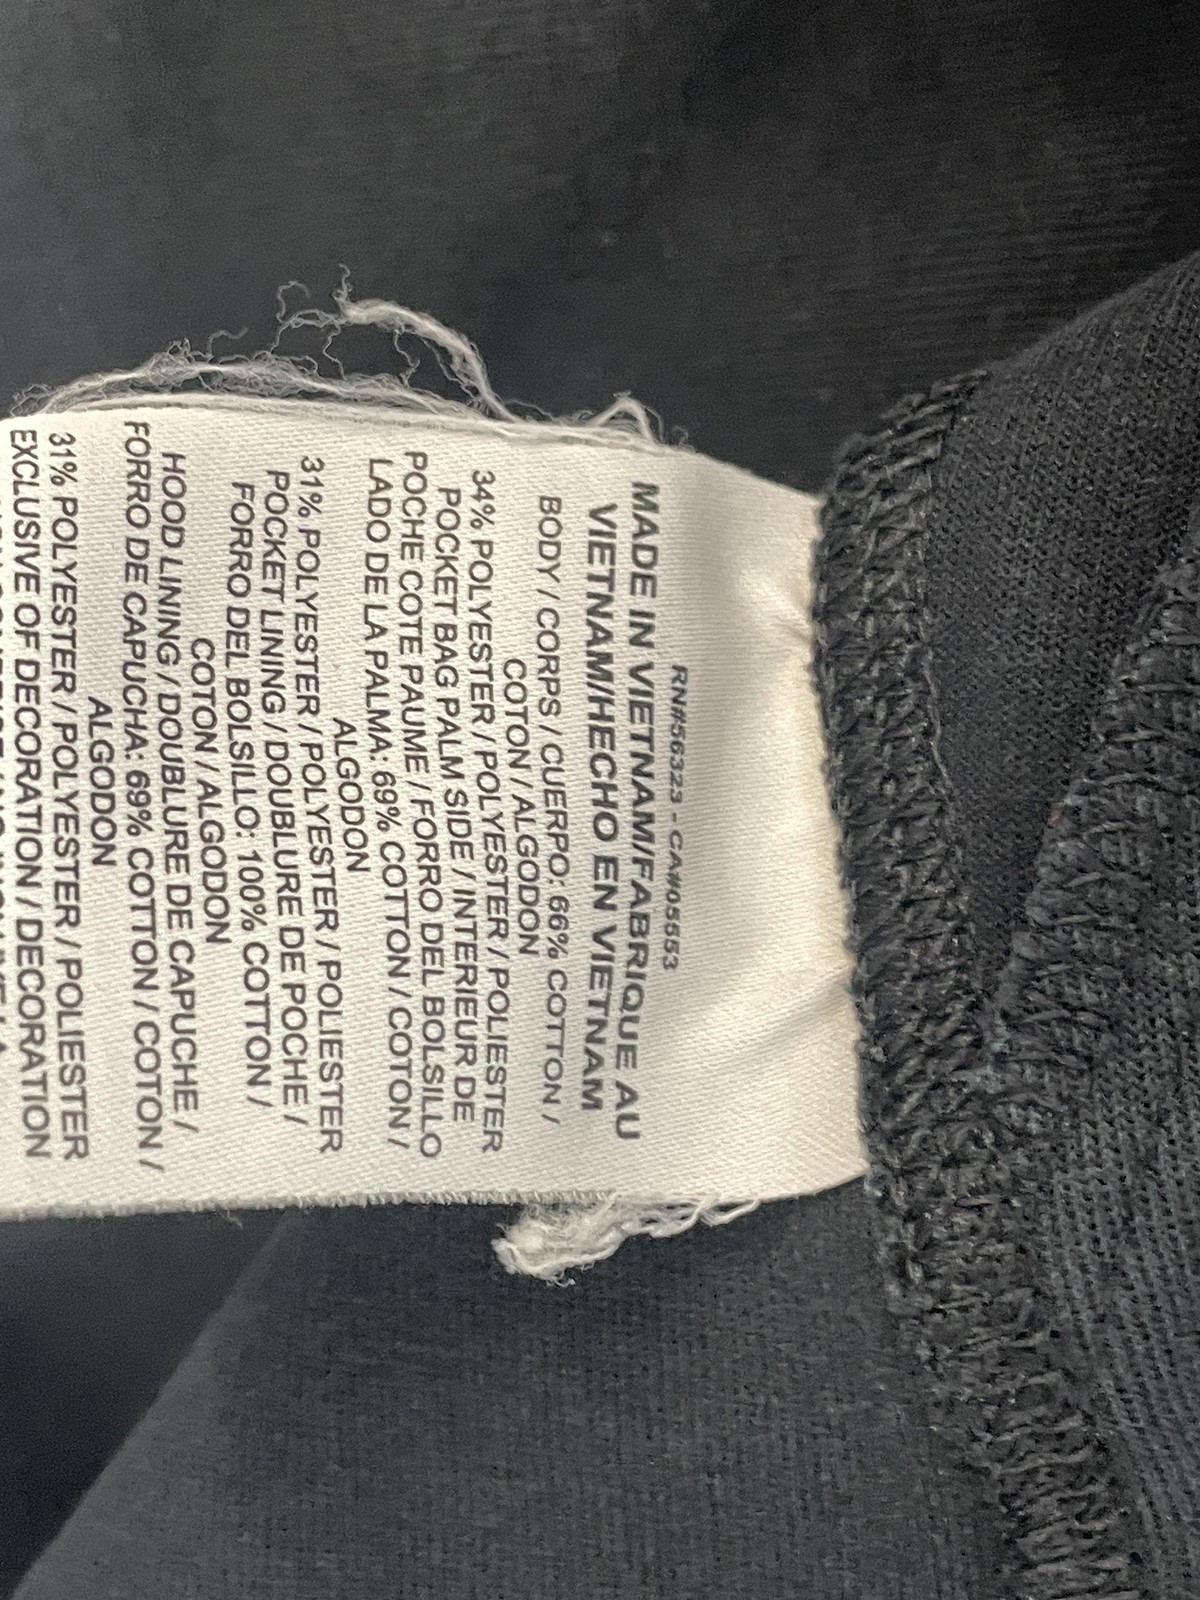 RN#56323 - CA#05553
MADE IN VIETNAM/FABRIQUE AU
VIETNAM/HECHO EN VIETNAM
BODY / CORPS / CUERPO: 66% COTTON /
COTON / ALGODON
34% POLYESTER / POLYESTER / POLIESTER
POCKET BAG PALM SIDE / INTERIEUR DE
POCHE COTE PAUME / FORRO DEL BOLSILLO
LADO DE LA PALMA: 69% COTTON / COTON /
ALGODON
31% POLYESTER / POLYESTER / POLIESTER
POCKET LINING / DOUBLURE DE POCHE /
FORRO DEL BOLSILLO: 100% COTTON /
COTON / ALGODON
HOOD LINING / DOUBLURE DE CAPUCHE /
FORRO DE CAPUCHA: 69% COTTON / COTON /
ALGODON
31% POLYESTER / POLYESTER / POLIESTER
EXCLUSIVE OF DECORATION / DECORATION